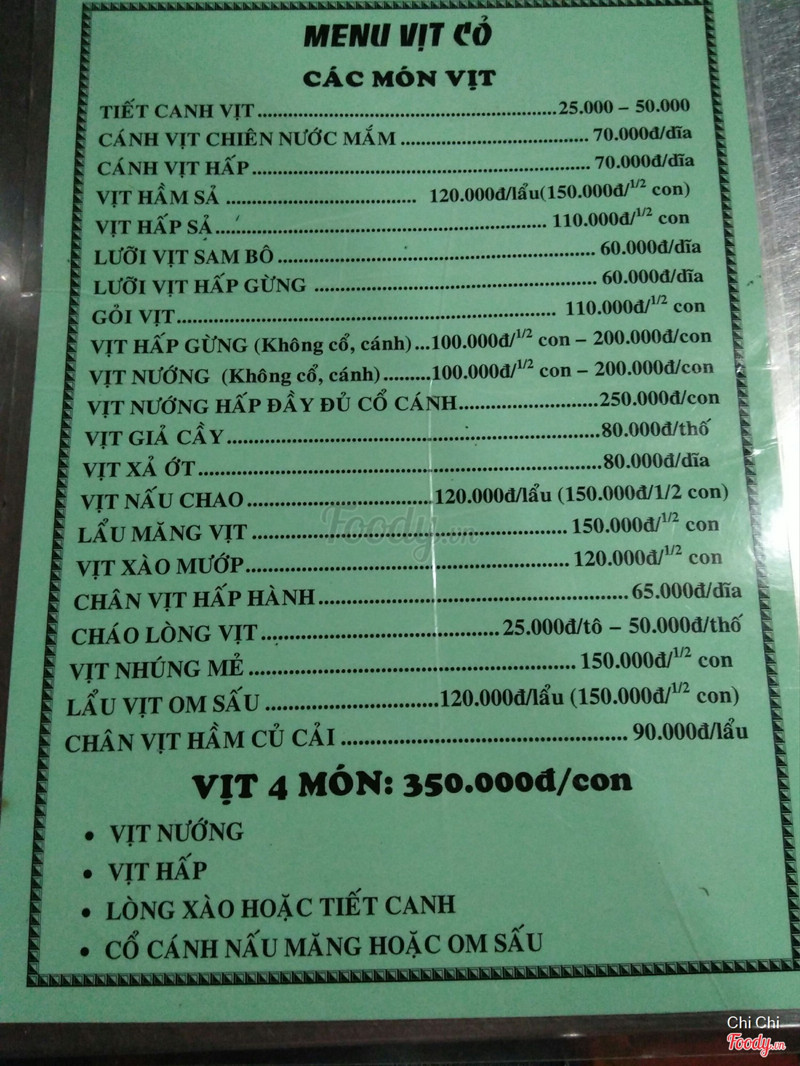 MENU VỊT CỎ
CÁC MÓN VỊT
TIẾT CANH VỊT.....25.000 – 50.000
CÁNH VỊT CHIÊN NƯỚC MẮM.....70.000đ/dĩa
CÁNH VỊT HẤP.....70.000đ/dĩa
VỊT HẦM SẢ.....120.000đ/lẩu(150.000đ/1/2 con)
VỊT HẤP SẢ.....110.000đ/1/2 con
LƯỠI VỊT SAM BÔ.....60.000đ/dĩa
LƯỠI VỊT HẤP GỪNG.....60.000đ/dĩa
GỎI VỊT.....110.000đ/1/2 con
VỊT HẤP GỪNG (Không cổ, cánh)...100.000đ/1/2 con – 200.000đ/con
VỊT NƯỚNG (Không cổ, cánh).....100.000đ/1/2 con – 200.000đ/con
VỊT NƯỚNG HẤP ĐẦY ĐỦ CỔ CÁNH.....250.000đ/con
VỊT GIẢ CẦY.....80.000đ/thố
VỊT XẢ ỚT.....80.000đ/dĩa
VỊT NẤU CHAO.....120.000đ/lẩu (150.000đ/1/2 con)
LẨU MĂNG VỊT.....150.000đ/1/2 con
VỊT XÀO MƯỚP.....120.000đ/1/2 con
CHÂN VỊT HẤP HÀNH.....65.000đ/dĩa
CHÁO LÒNG VỊT.....25.000đ/tô – 50.000đ/thố
VỊT NHÚNG MẺ.....150.000đ/1/2 con
LẨU VỊT OM SẤU.....120.000đ/lẩu (150.000đ/1/2 con)
CHÂN VỊT HẦM CỦ CẢI.....90.000đ/lẩu
VỊT 4 MÓN: 350.000đ/con
• VỊT NƯỚNG
• VỊT HẤP
• LÒNG XÀO HOẶC TIẾT CANH
• CỔ CÁNH NẤU MĂNG HOẶC OM SẤU
Foody.vn
Chi Chi
Foody.vn